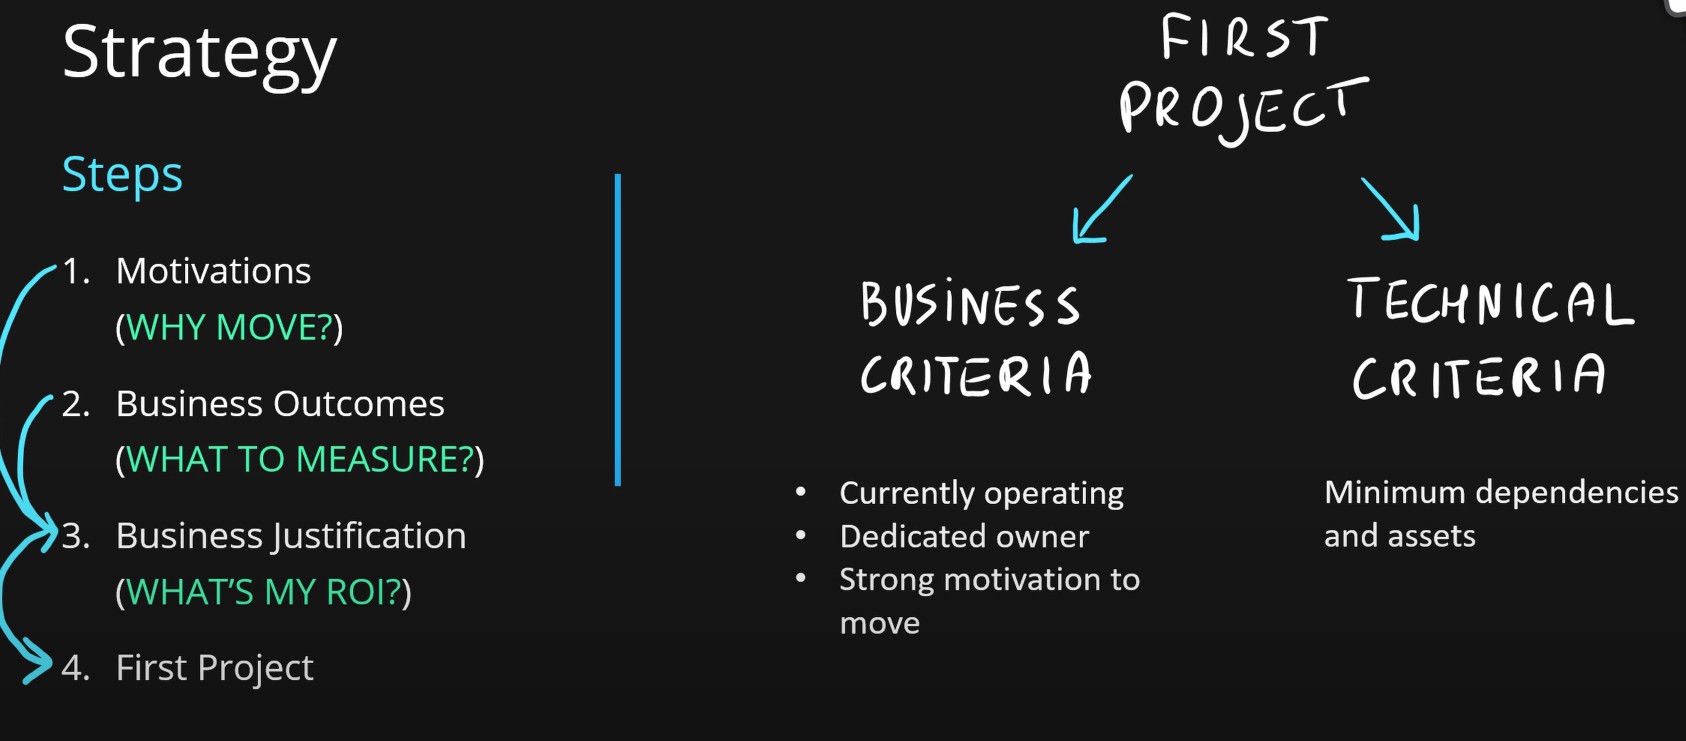 Strategy
Steps
1. Motivations
(WHY MOVE?)
2. Business Outcomes
(WHAT TO MEASURE?)
3. Business Justification
(WHAT'S MY ROI?)
4. First Project
FIRST
PROJECT
BUSINESS
CRITERIA
• Currently operating
• Dedicated owner
• Strong motivation to
move
TECHNICAL
CRITERIA
Minimum dependencies
and assets